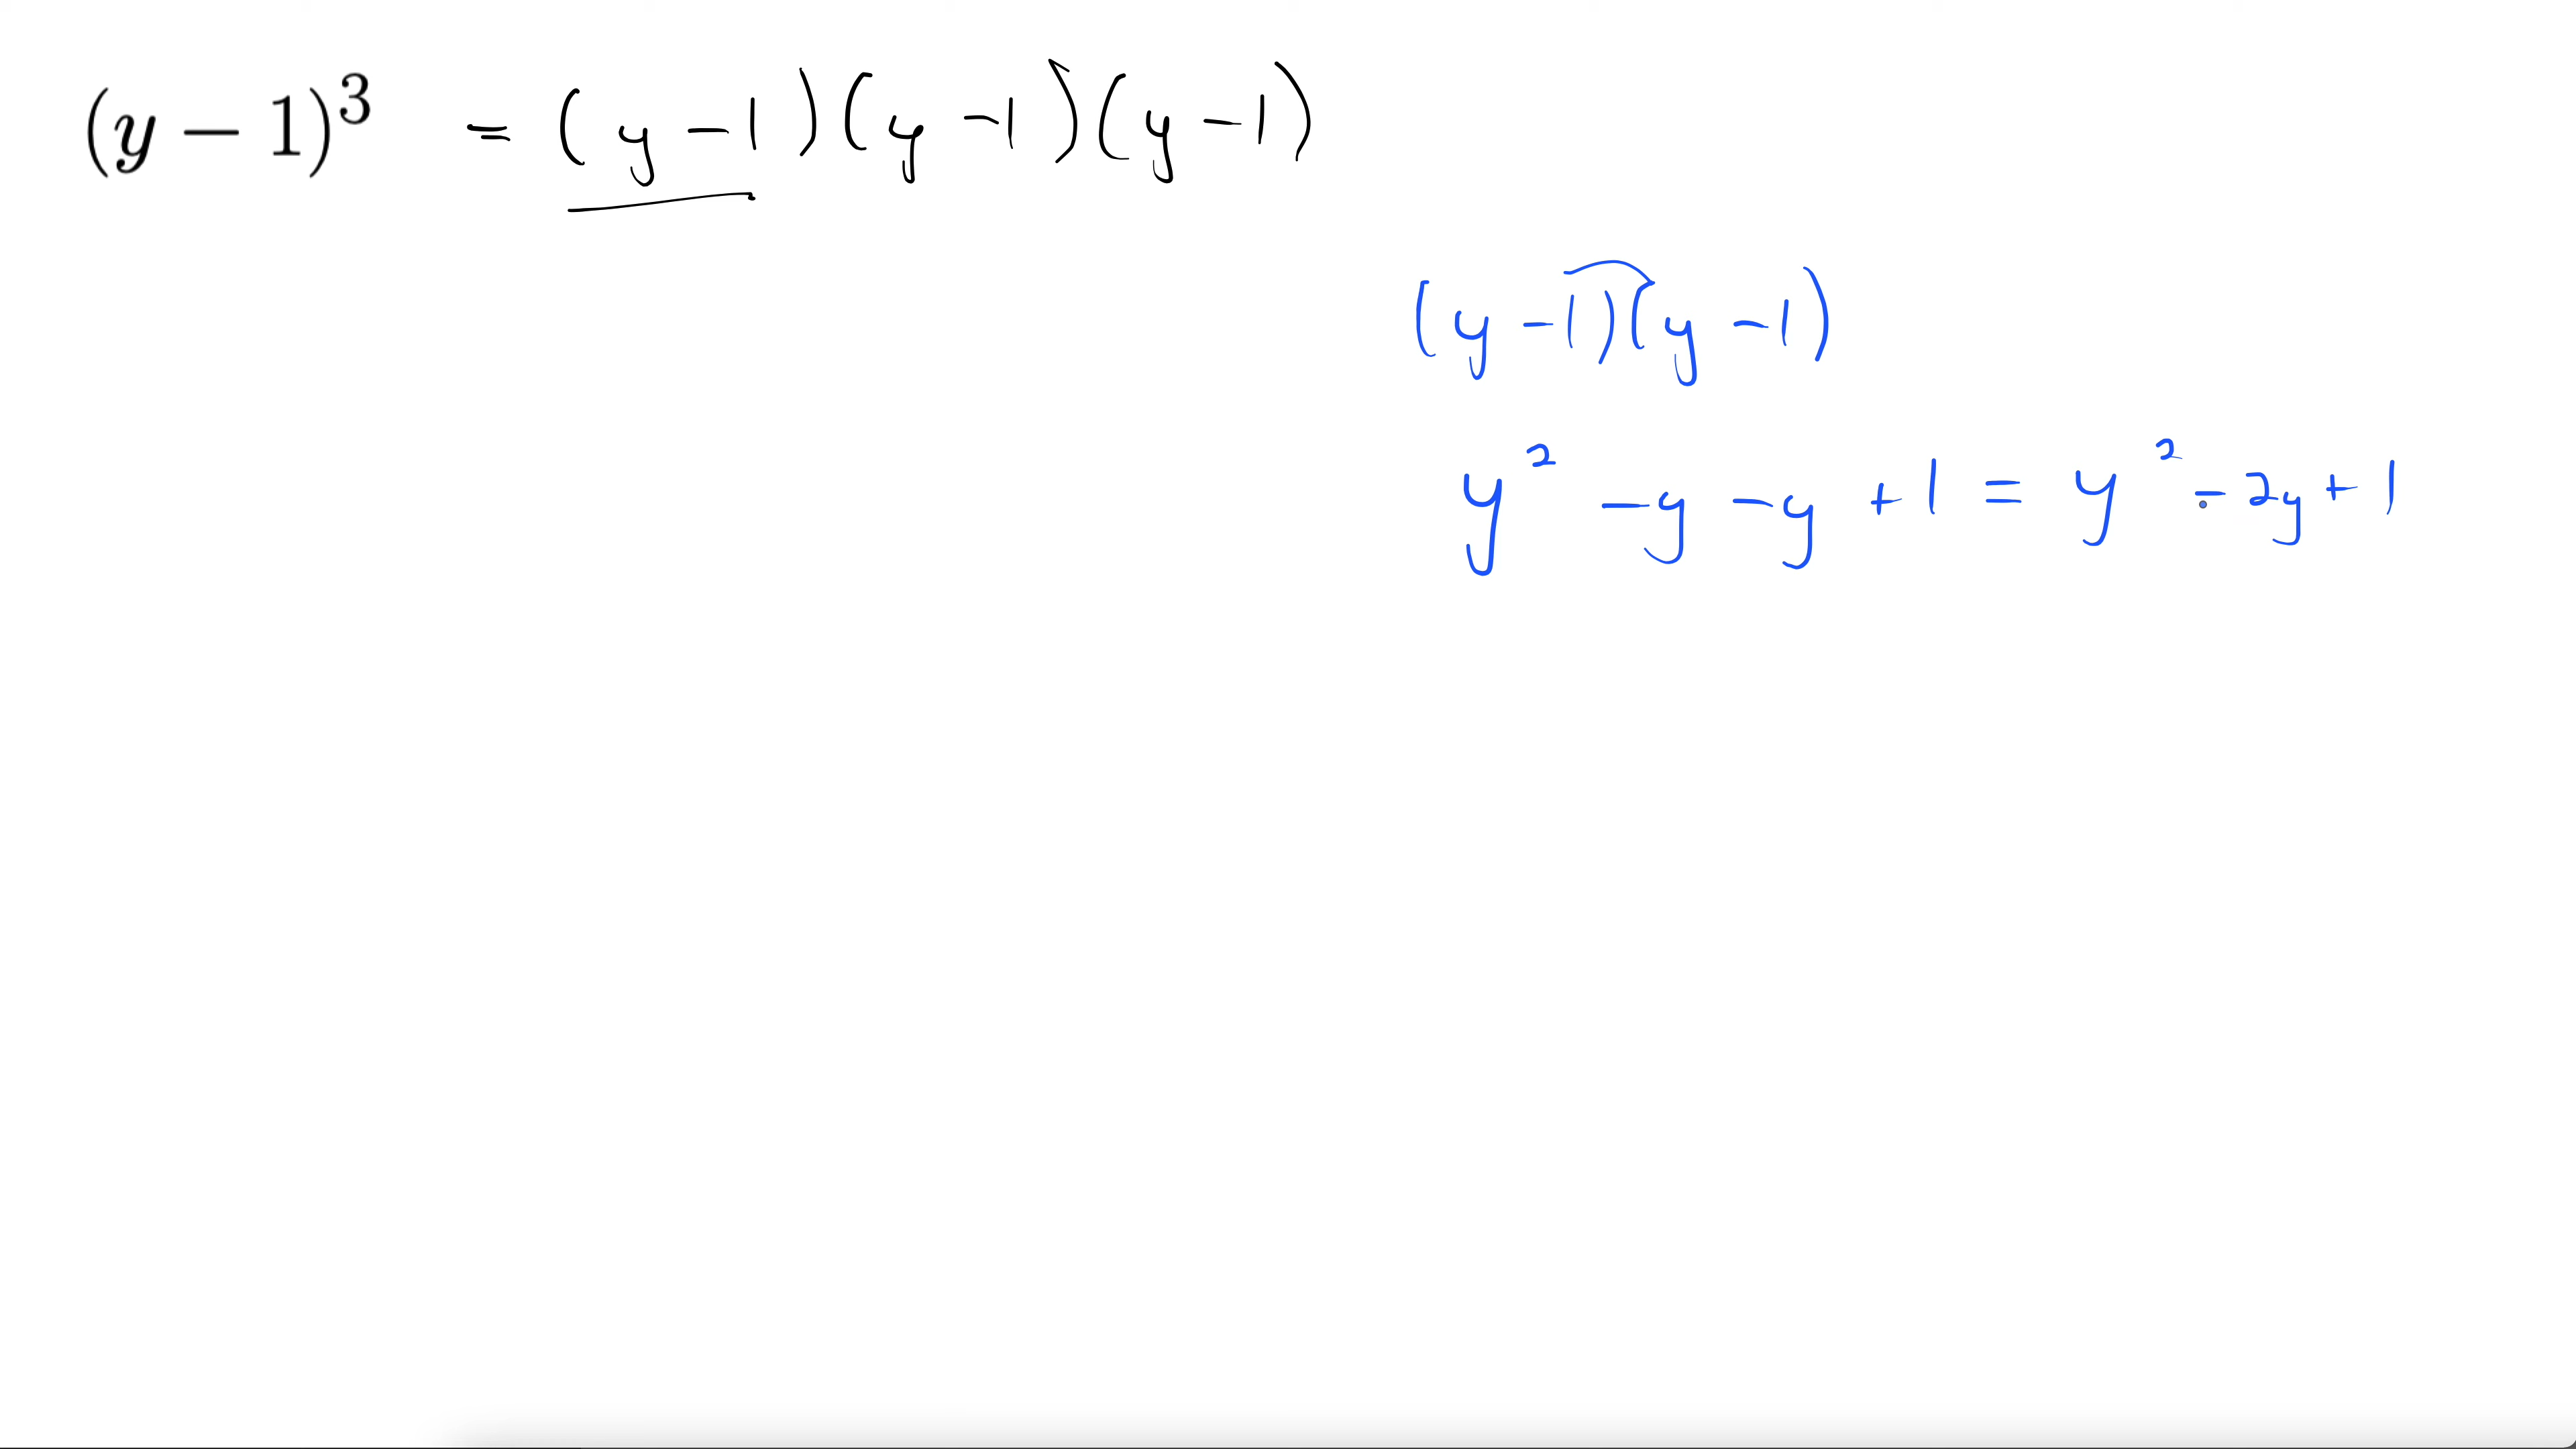 (y − 1)³ = (y − 1)(y − 1)(y − 1)
(y − 1)(y − 1)
y² − y − y + 1 = y² − 2y + 1